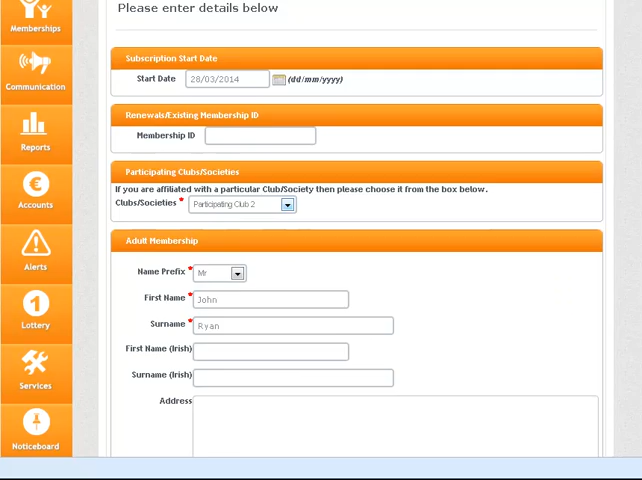 Please enter details below
Memberships
Communication
Reports
€
Accounts
Alerts
1
Lottery
Services
Noticeboard
Subscription Start Date
Start Date 28/03/2014 (dd/mm/yyyy)
Renewals/Existing Membership ID
Membership ID
Participating Clubs/Societies
If you are affiliated with a particular Club/Society then please choose it from the box below.
Clubs/Societies * Participating Club 2
Adult Membership
Name Prefix * Mr
First Name * John
Surname * Ryan
First Name (Irish)
Surname (Irish)
Address